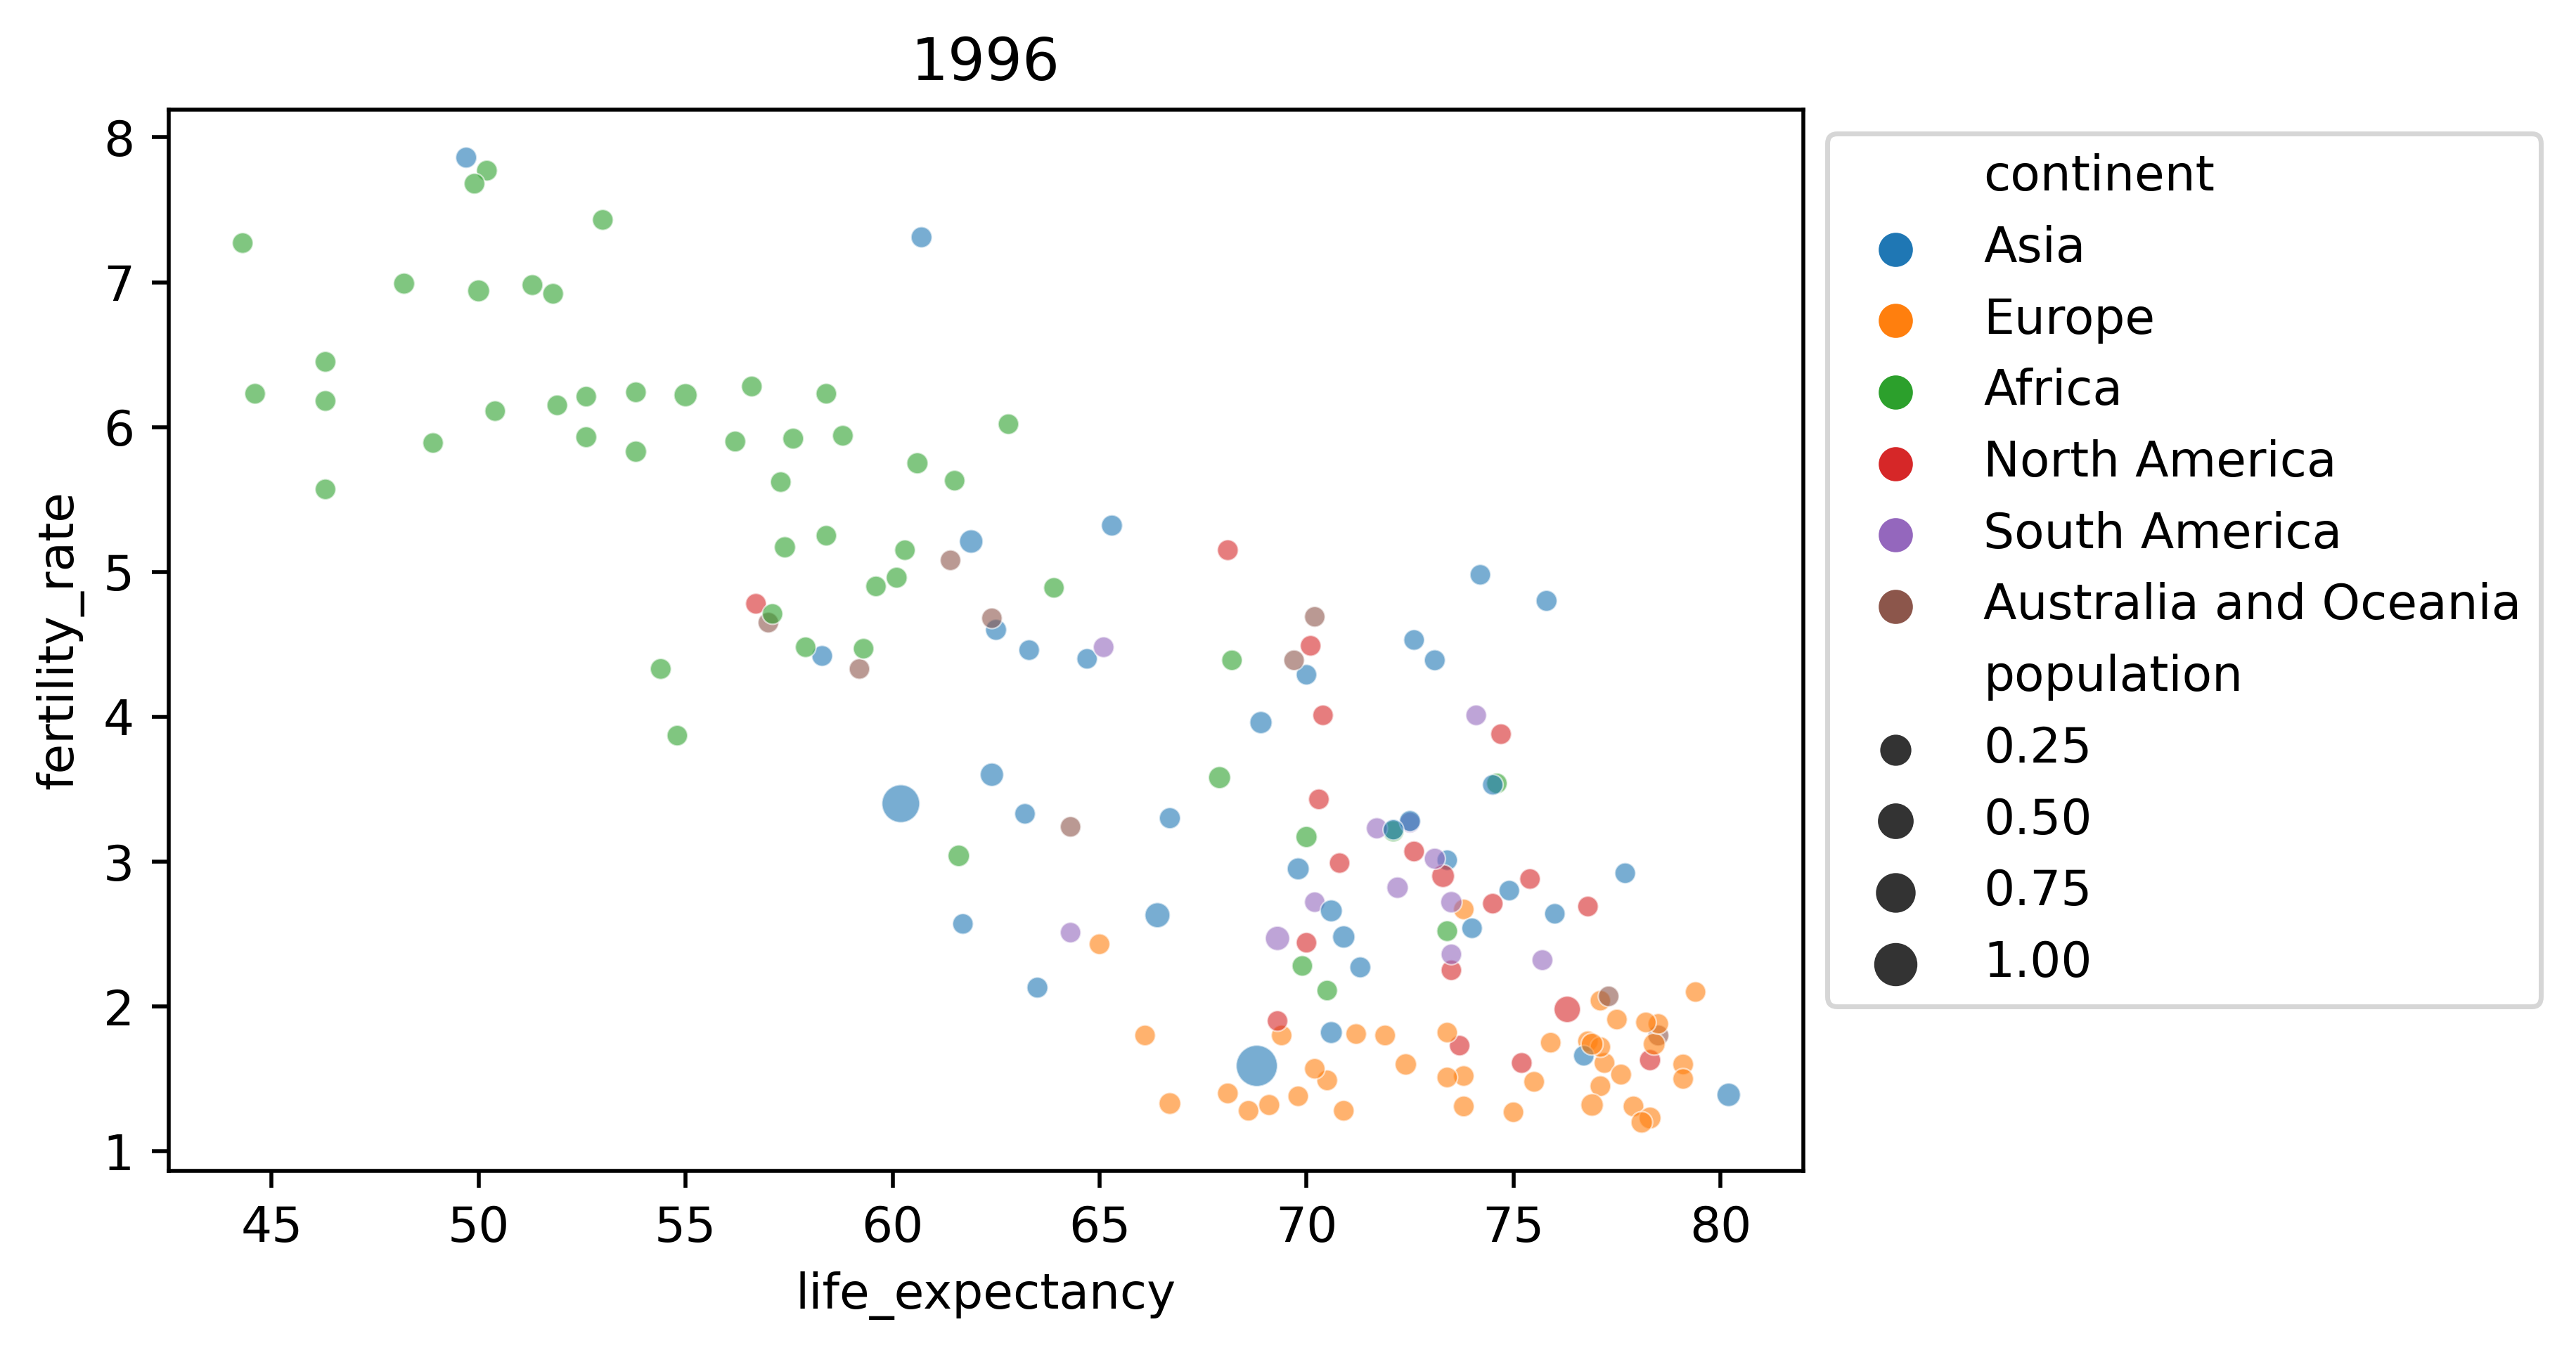 1996
8
7
6
5
4
3
2
1
fertility_rate
45 50 55 60 65 70 75 80
life_expectancy
continent
Asia
Europe
Africa
North America
South America
Australia and Oceania
population
0.25
0.50
0.75
1.00